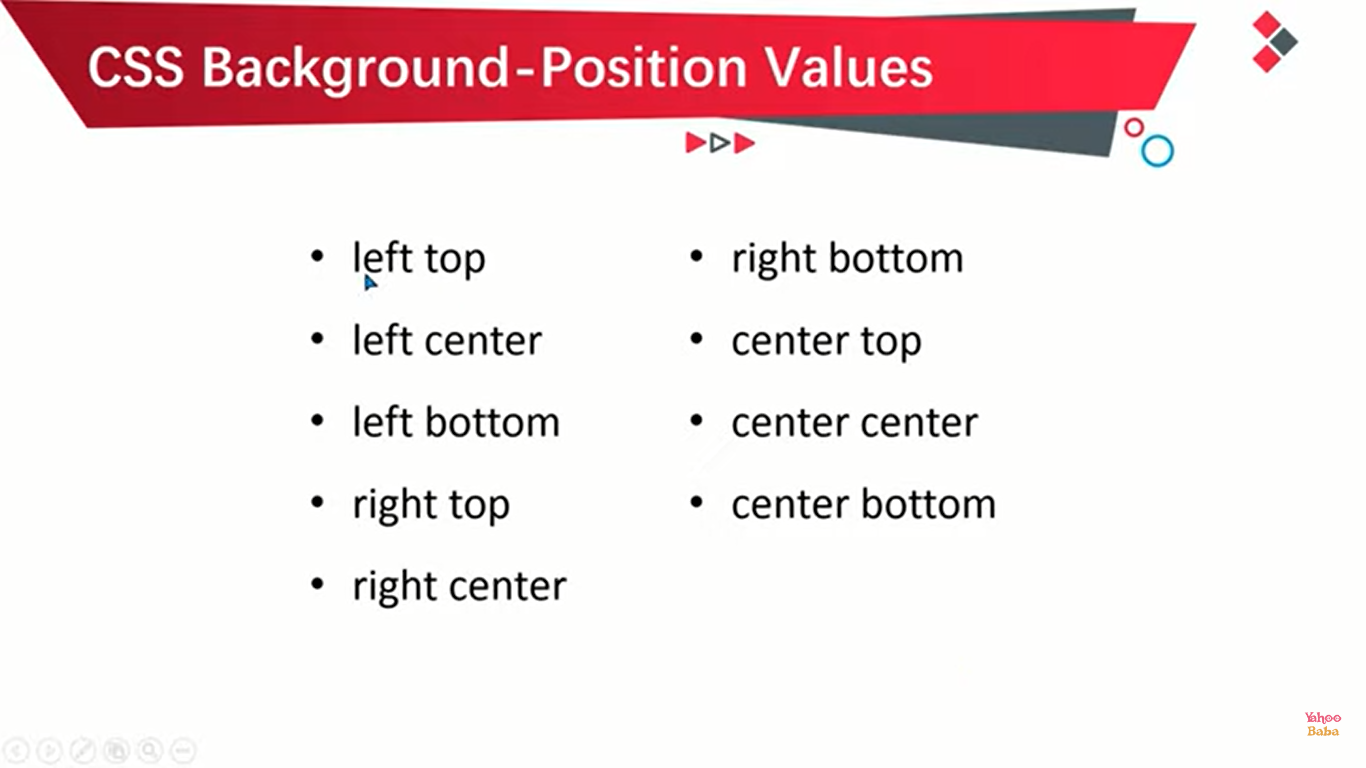 CSS Background-Position Values
• left top
• left center
• left bottom
• right top
• right center
• right bottom
• center top
• center center
• center bottom
Yahoo
Baba